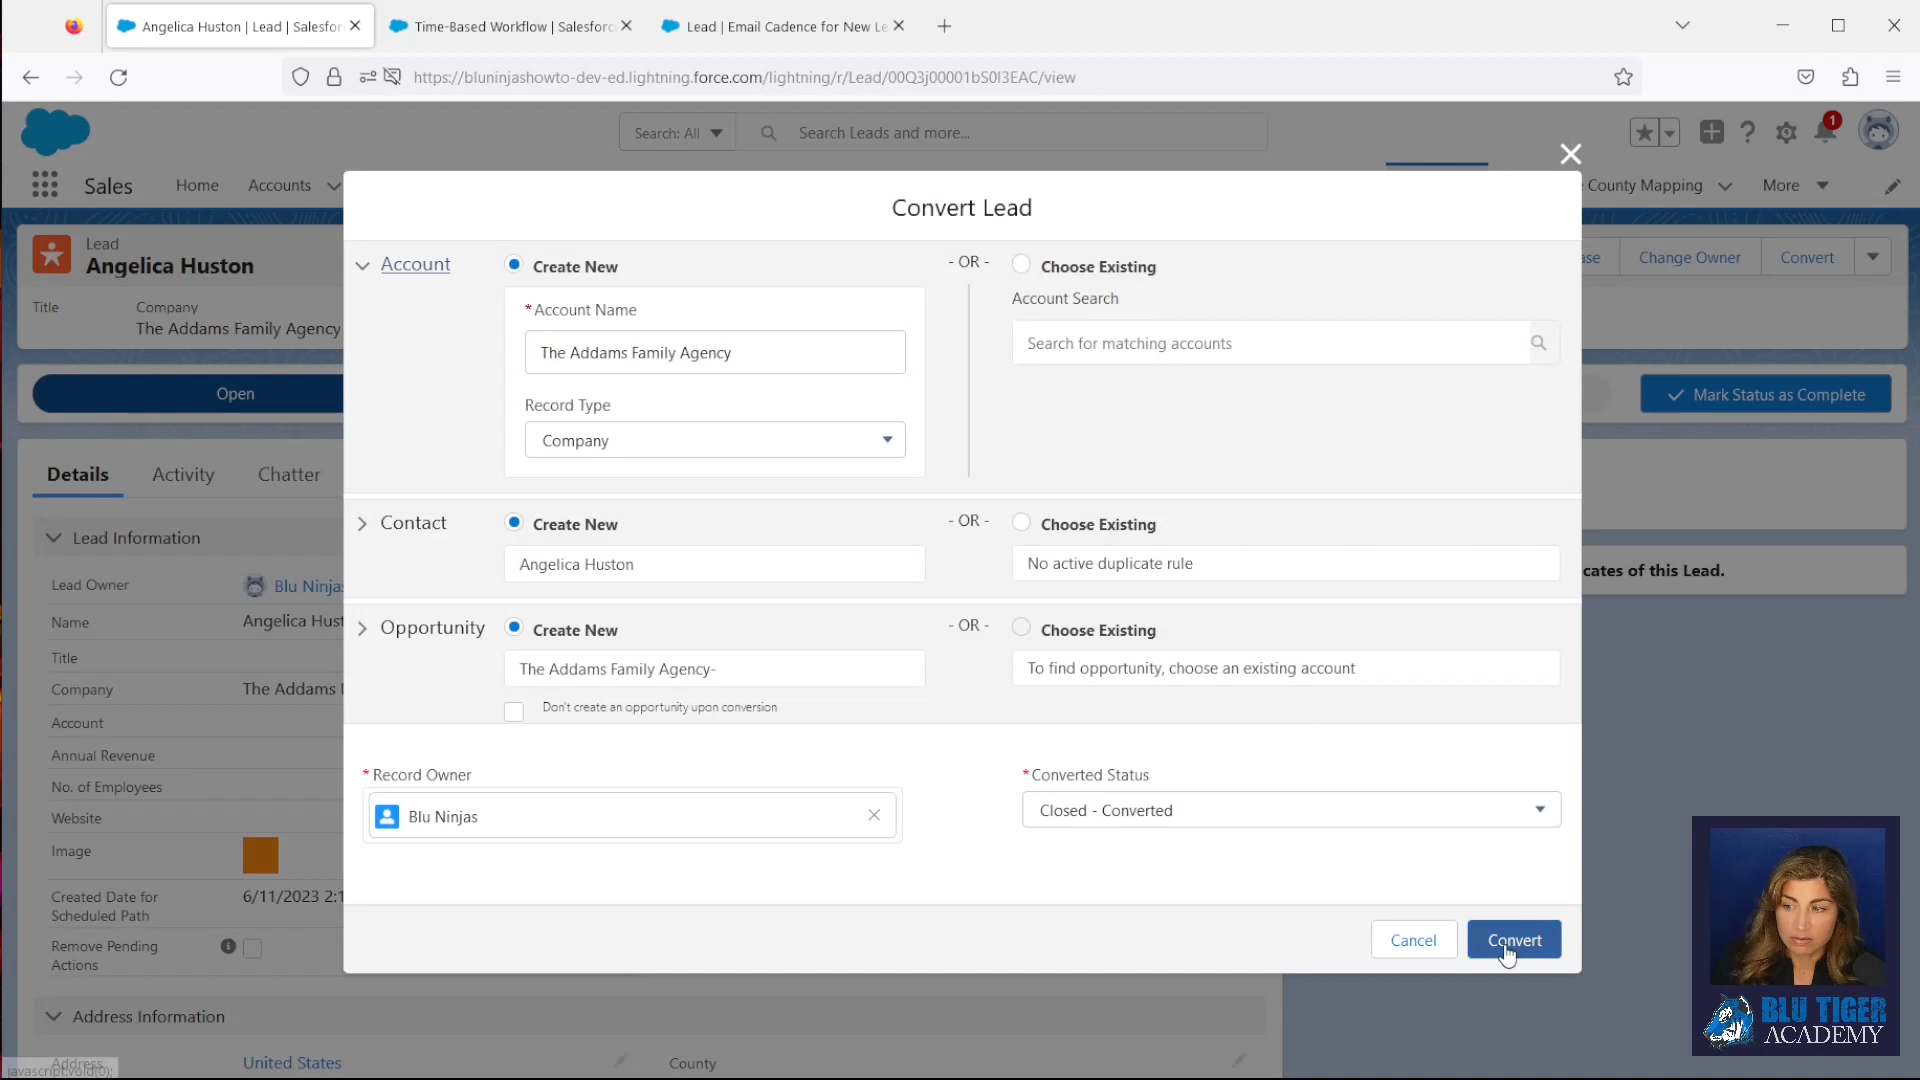 Angelica Huston | Lead | Salesfor
Time-Based Workflow | Salesforc
Lead | Email Cadence for New Le
https://bluninjashowto-dev-ed.lightning.force.com/lightning/r/Lead/00Q3j00001bS0I3EAC/view
Search: All
Search Leads and more...
1
Sales
Home
Accounts
County Mapping
More
Convert Lead
Lead
Angelica Huston
Title
Company
The Addams Family Agency
Change Owner
Convert
Open
Mark Status as Complete
Account
Create New
- OR -
Choose Existing
*Account Name
Account Search
The Addams Family Agency
Search for matching accounts
Record Type
Company
Contact
Create New
- OR -
Choose Existing
Angelica Huston
No active duplicate rule
Opportunity
Create New
- OR -
Choose Existing
The Addams Family Agency-
To find opportunity, choose an existing account
Don't create an opportunity upon conversion
*Record Owner
*Converted Status
Blu Ninjas
Closed - Converted
Cancel
Convert
Details
Activity
Chatter
cates of this Lead.
Lead Information
Lead Owner
Blu Ninjas
Name
Angelica Hust
Title
Company
The Addams
Account
Annual Revenue
No. of Employees
Website
Image
Created Date for
Scheduled Path
6/11/2023 2:1
Remove Pending
Actions
Address Information
Address
United States
County
javascript:void(0);
BLU TIGER
ACADEMY